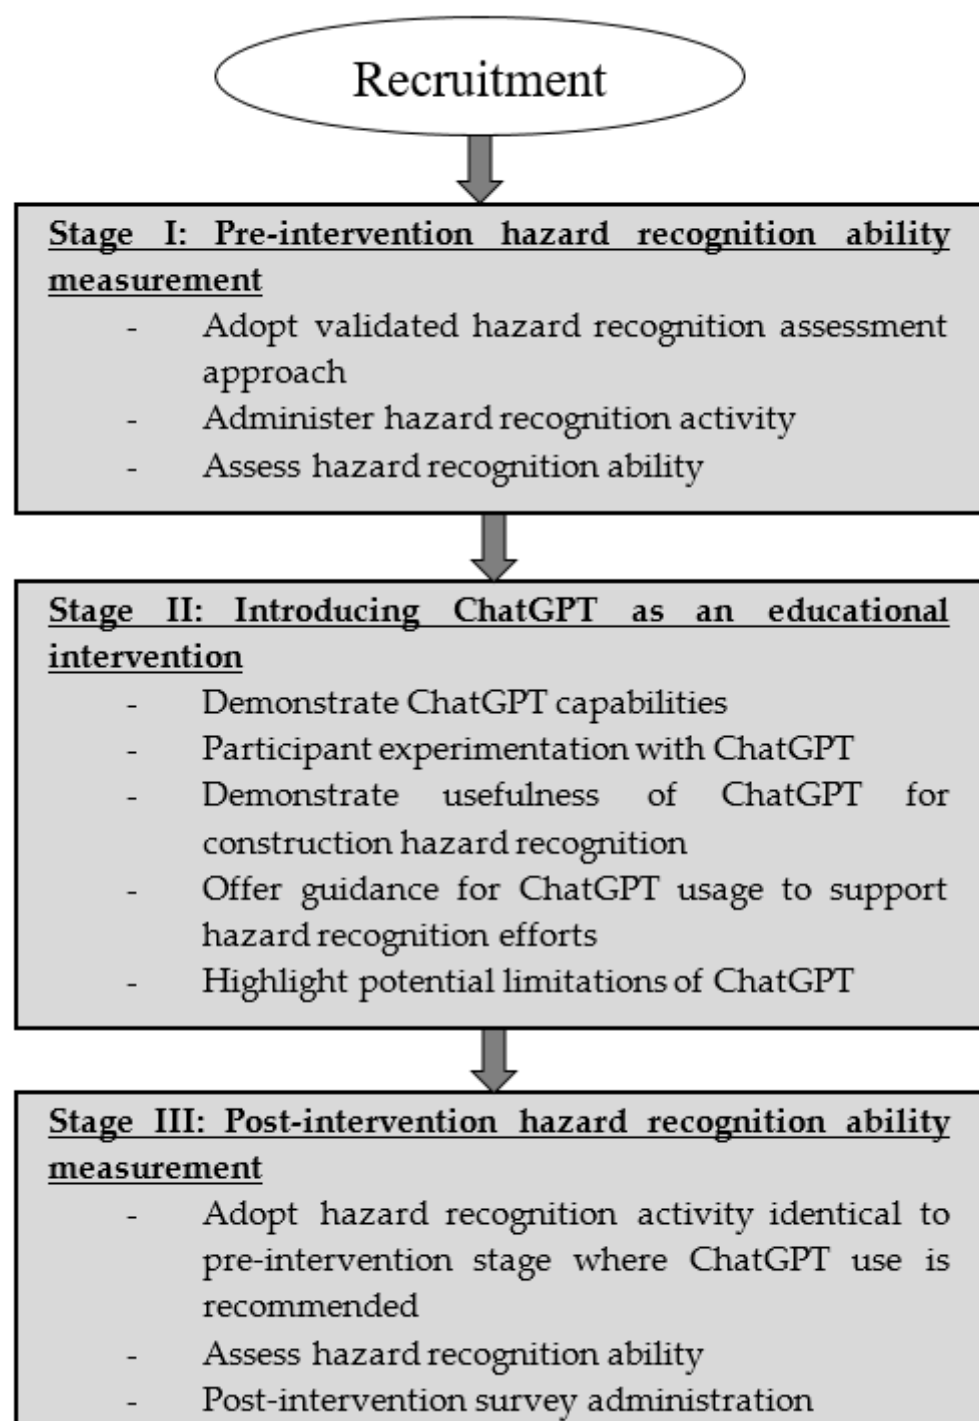 Recruitment
Stage I: Pre-intervention hazard recognition ability
measurement
- Adopt validated hazard recognition assessment
approach
- Administer hazard recognition activity
- Assess hazard recognition ability
Stage II: Introducing ChatGPT as an educational
intervention
- Demonstrate ChatGPT capabilities
- Participant experimentation with ChatGPT
- Demonstrate usefulness of ChatGPT for
construction hazard recognition
- Offer guidance for ChatGPT usage to support
hazard recognition efforts
- Highlight potential limitations of ChatGPT
Stage III: Post-intervention hazard recognition ability
measurement
- Adopt hazard recognition activity identical to
pre-intervention stage where ChatGPT use is
recommended
- Assess hazard recognition ability
- Post-intervention survey administration